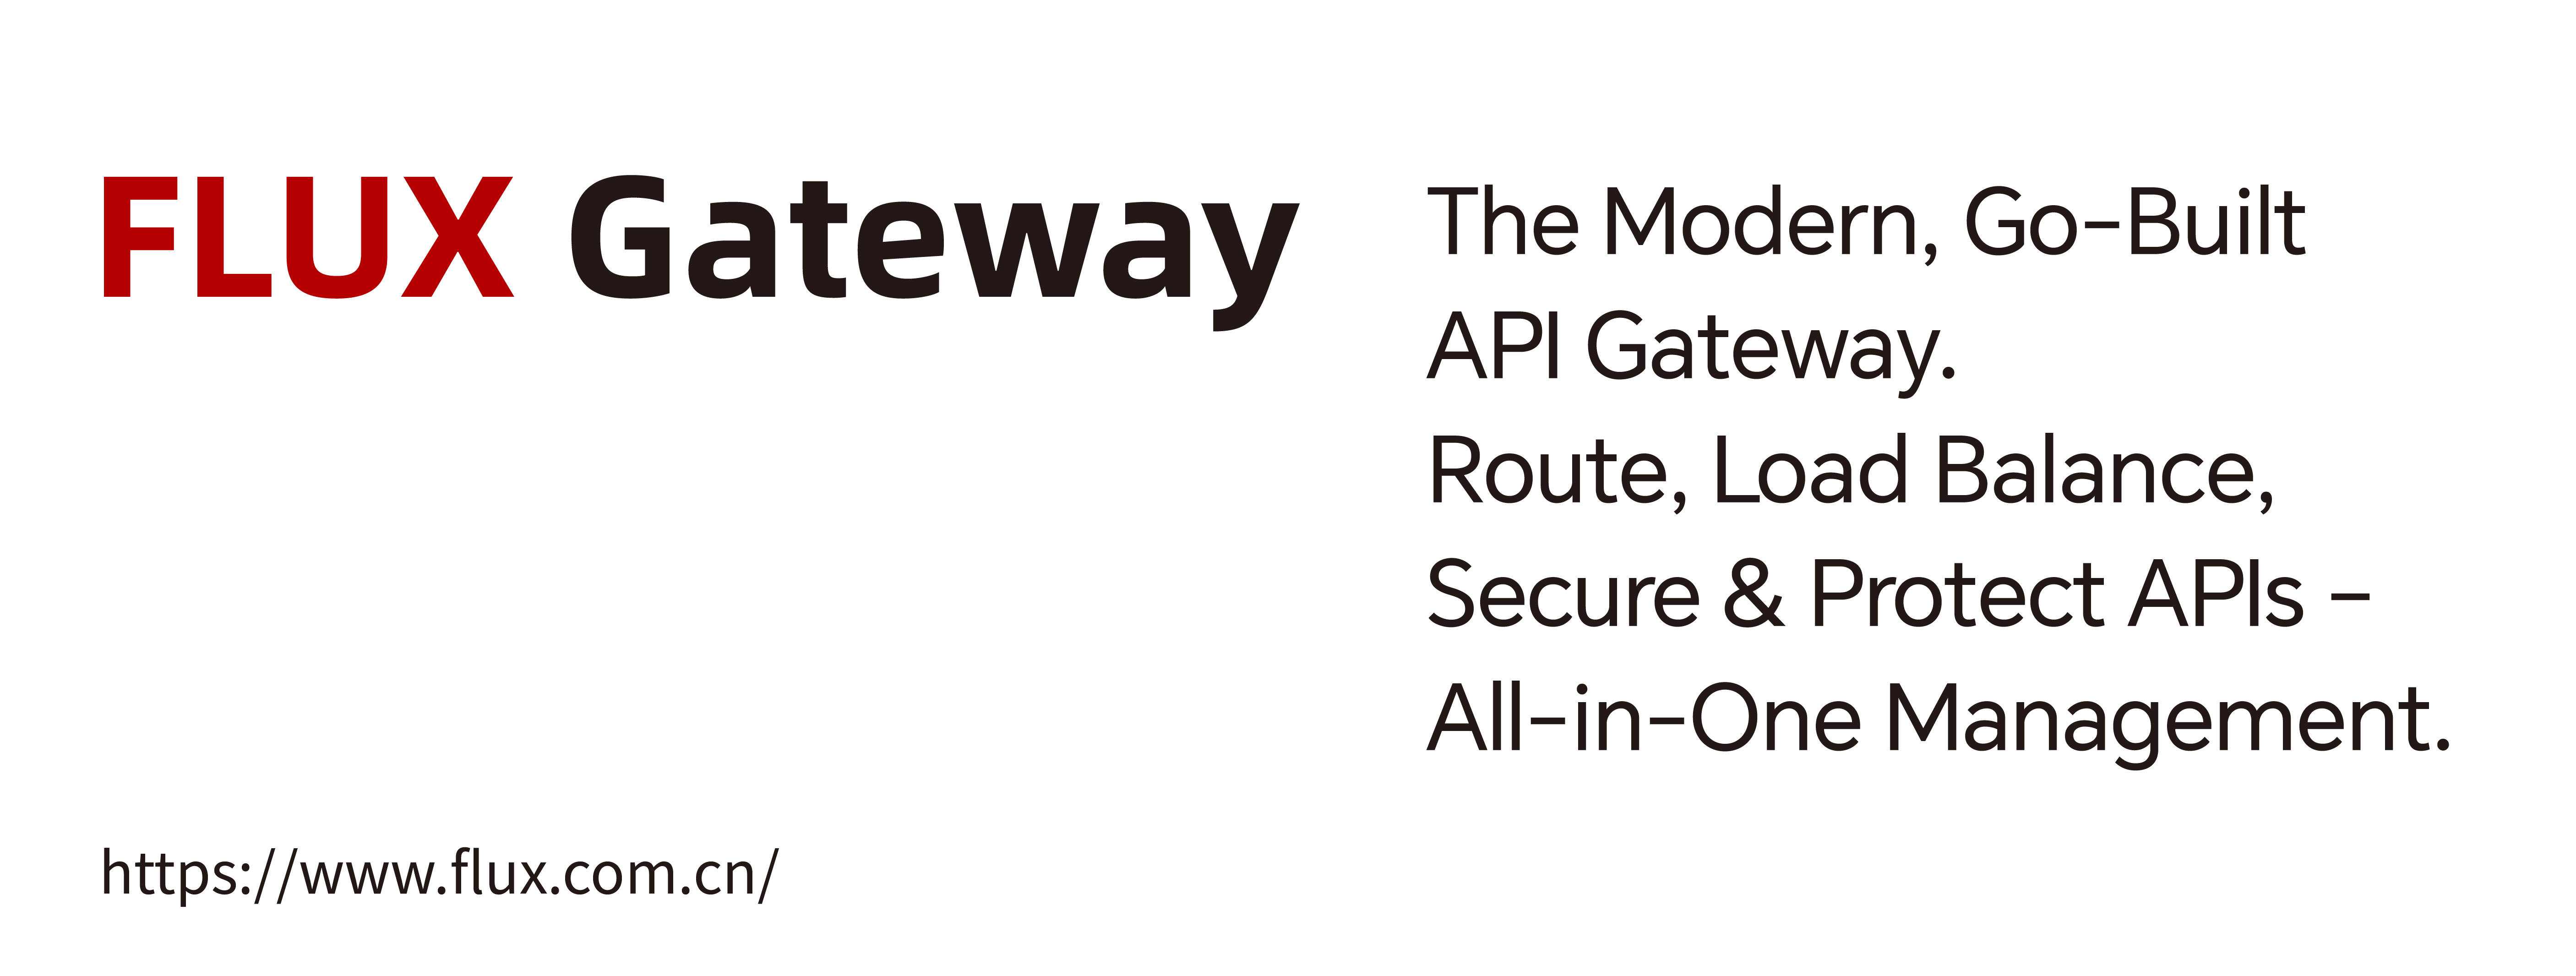 FLUX Gateway
The Modern, Go-Built
API Gateway.
Route, Load Balance,
Secure & Protect APIs -
All-in-One Management.
https://www.flux.com.cn/